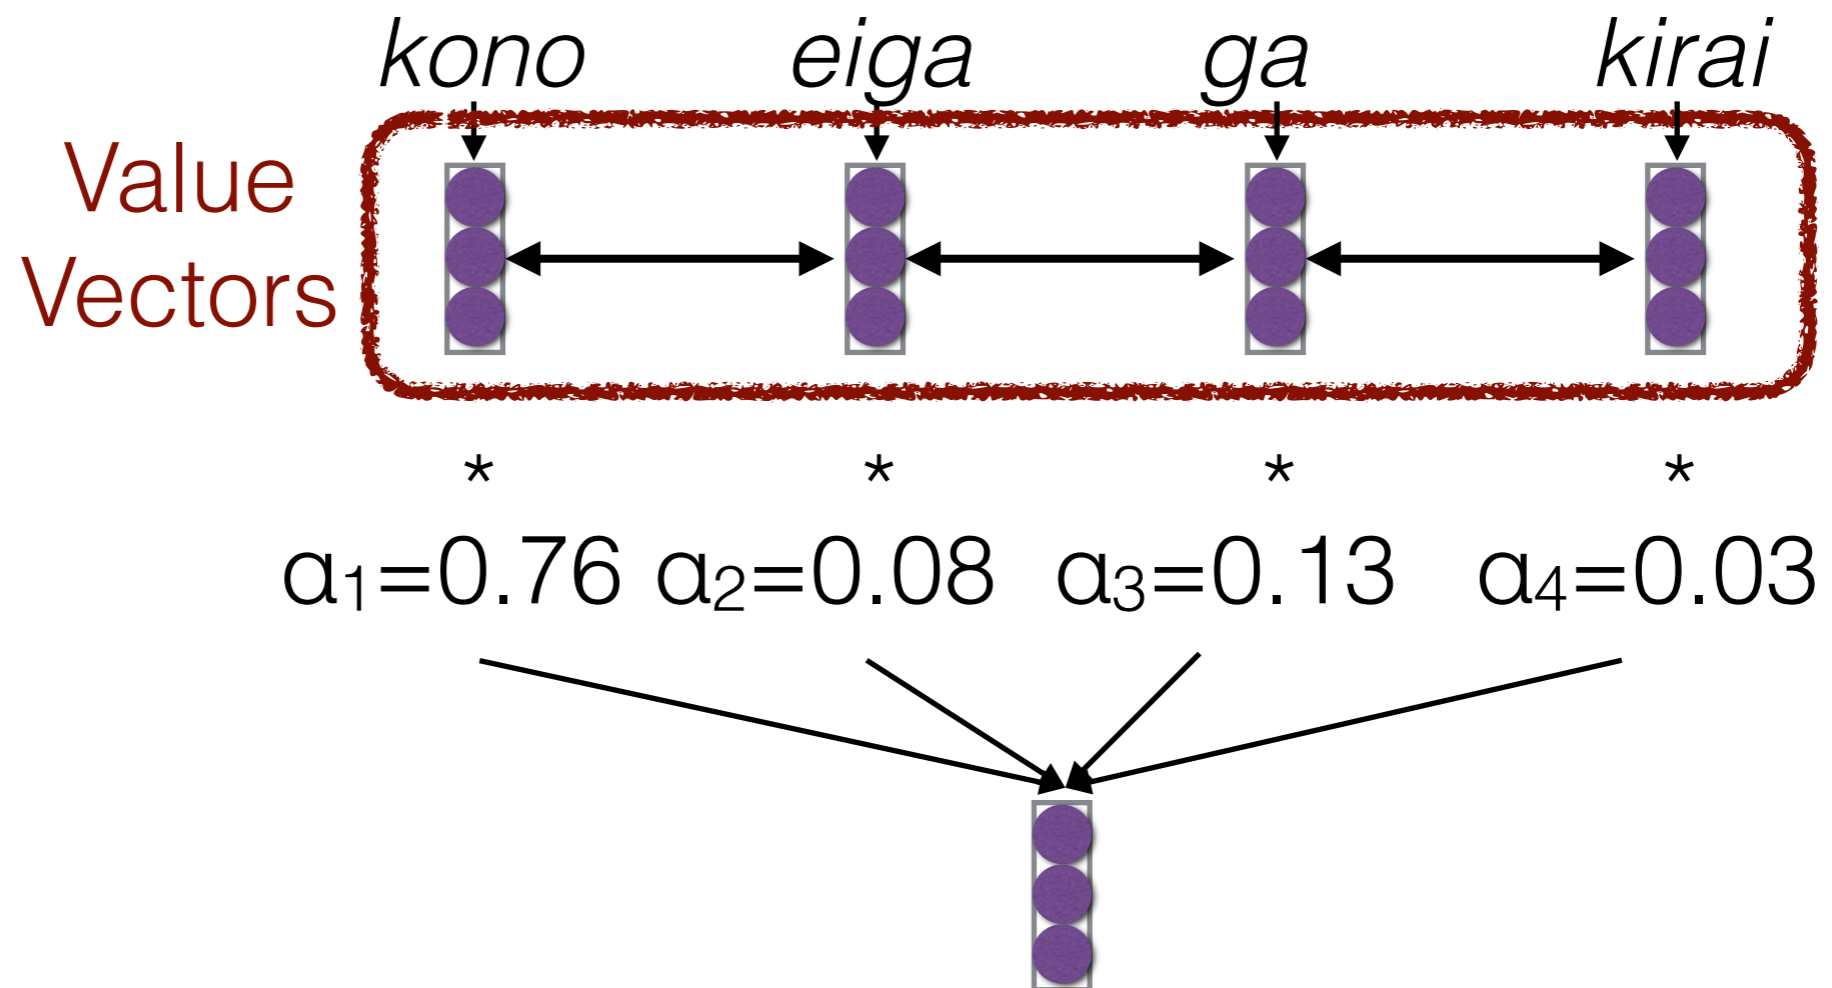 kono eiga ga kirai
Value
Vectors
* * * *
α₁=0.76 α₂=0.08 α₃=0.13 α₄=0.03